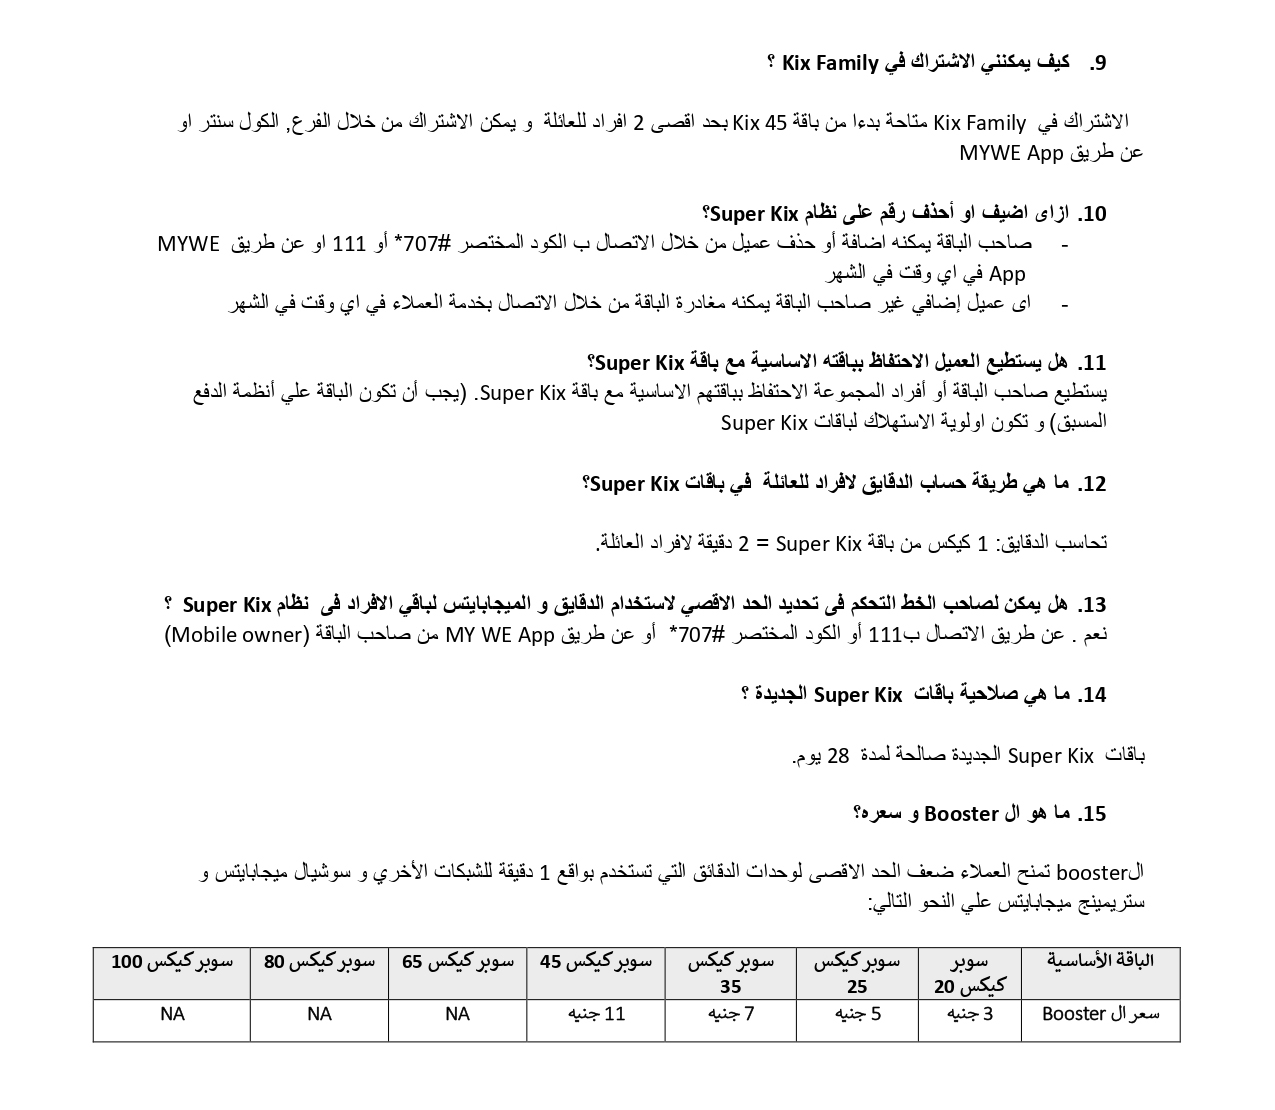 9. كيف يمكنني الاشتراك في Kix Family ؟
الاشتراك في Kix Family متاحة بدءا من باقة Kix 45 بحد اقصى 2 افراد للعائلة و يمكن الاشتراك من خلال الفرع, الكول سنتر او
عن طريق MYWE App
10. ازاى اضيف او أحذف رقم على نظام Super Kix؟
- صاحب الباقة يمكنه اضافة أو حذف عميل من خلال الاتصال ب الكود المختصر #707* أو 111 او عن طريق MYWE
App في اي وقت في الشهر
- اى عميل إضافي غير صاحب الباقة يمكنه مغادرة الباقة من خلال الاتصال بخدمة العملاء في اي وقت في الشهر
11. هل يستطيع العميل الاحتفاظ بباقته الاساسية مع باقة Super Kix؟
يستطيع صاحب الباقة أو أفراد المجموعة الاحتفاظ بباقتهم الاساسية مع باقة Super Kix. (يجب أن تكون الباقة علي أنظمة الدفع
المسبق) و تكون اولوية الاستهلاك لباقات Super Kix
12. ما هي طريقة حساب الدقايق لافراد للعائلة في باقات Super Kix؟
تحاسب الدقايق: 1 كيكس من باقة Super Kix = 2 دقيقة لافراد العائلة.
13. هل يمكن لصاحب الخط التحكم فى تحديد الحد الاقصي لاستخدام الدقايق و الميجابايتس لباقي الافراد فى نظام Super Kix ؟
نعم . عن طريق الاتصال ب111 أو الكود المختصر #707* أو عن طريق MY WE App من صاحب الباقة (Mobile owner)
14. ما هي صلاحية باقات Super Kix الجديدة ؟
باقات Super Kix الجديدة صالحة لمدة 28 يوم.
15. ما هو ال Booster و سعره؟
الbooster تمنح العملاء ضعف الحد الاقصى لوحدات الدقائق التي تستخدم بواقع 1 دقيقة للشبكات الأخري و سوشيال ميجابايتس و
ستريمينج ميجابايتس علي النحو التالي:
الباقة الأساسية سوبر كيكس 20 سوبر كيكس 25 سوبر كيكس 35 سوبر كيكس 45 سوبر كيكس 65 سوبر كيكس 80 سوبر كيكس 100
سعر ال Booster 3 جنيه 5 جنيه 7 جنيه 11 جنيه NA NA NA